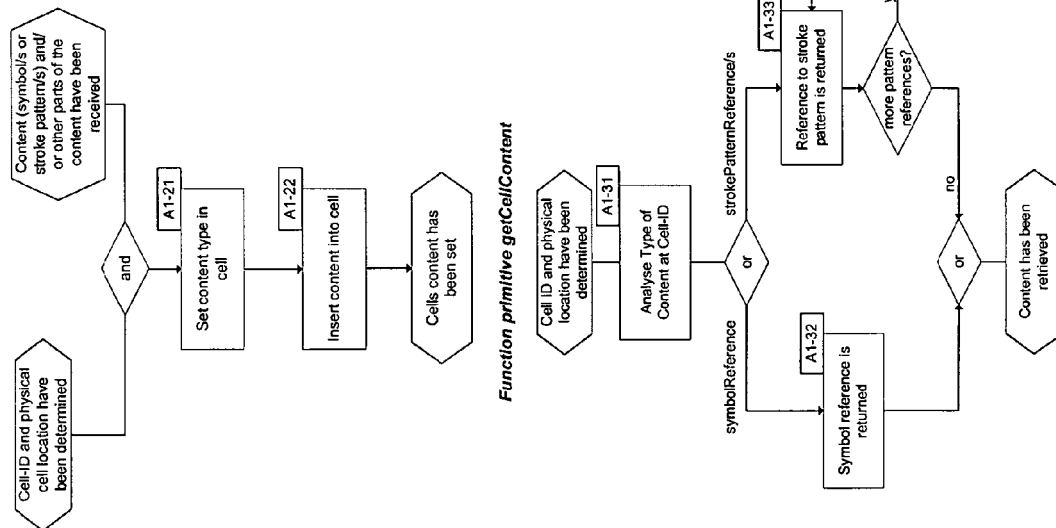 Cell-ID and physical
cell location have
been determined
Content (symbol/s or
stroke pattern/s) and/
or other parts of the
content have been
received
and
A1-21
Set content type in
cell
A1-22
Insert content into cell
Cells content has
been set
Function primitive getCellContent
Cell ID and physical
location have been
determined
A1-31
Analyse Type of
Content at Cell-ID
symbolReference
or
strokePatternReference/s
A1-32
Symbol reference is
returned
A1-33
Reference to stroke
pattern is returned
more pattern
references?
no
or
Content has been
retrieved